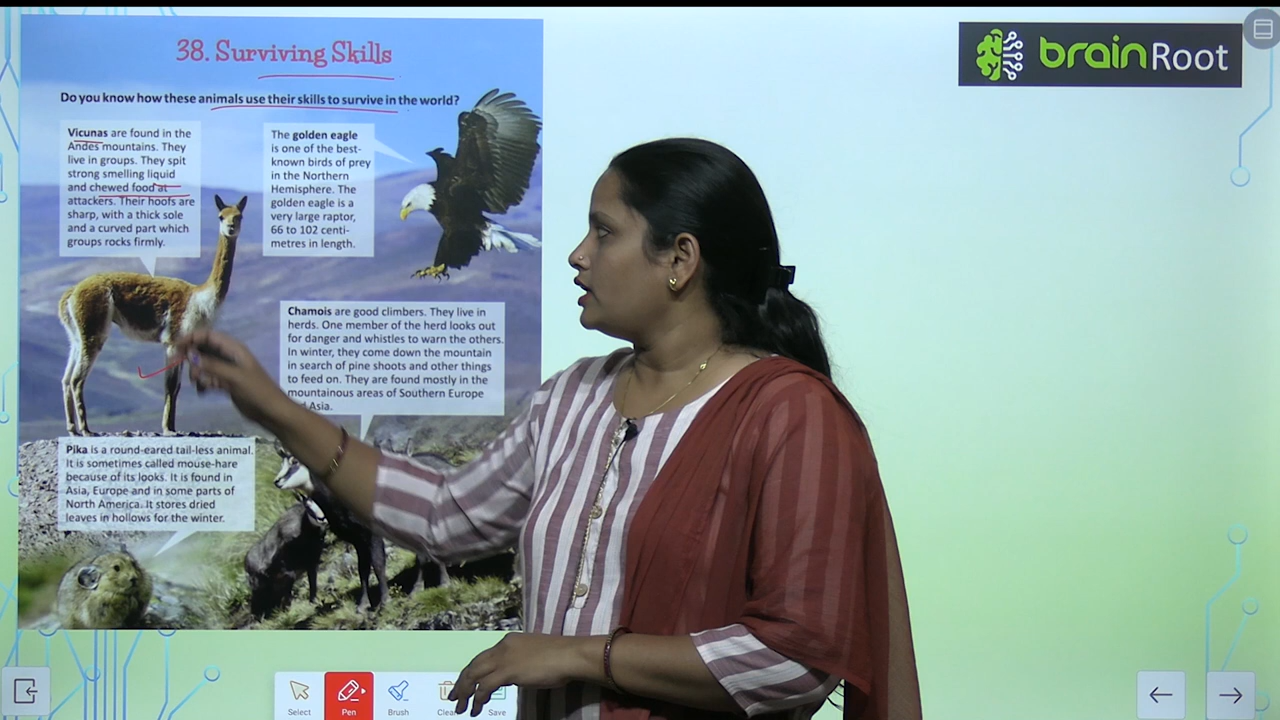 38. Surviving Skills
brainRoot
Do you know how these animals use their skills to survive in the world?
Vicunas are found in the
Andes mountains. They
live in groups. They spit
strong smelling liquid
and chewed food at
attackers. Their hoofs are
sharp, with a thick sole
and a curved part which
groups rocks firmly.
The golden eagle
is one of the best-
known birds of prey
in the Northern
Hemisphere. The
golden eagle is a
very large raptor,
66 to 102 centi-
metres in length.
Chamois are good climbers. They live in
herds. One member of the herd looks out
for danger and whistles to warn the others.
In winter, they come down the mountain
in search of pine shoots and other things
to feed on. They are found mostly in the
mountainous areas of Southern Europe
Asia.
Pika is a round-eared tail-less animal.
It is sometimes called mouse-hare
because of its looks. It is found in
Asia, Europe and in some parts of
North America. It stores dried
leaves in hollows for the winter.
Select
Pen
Brush
Clear
Save